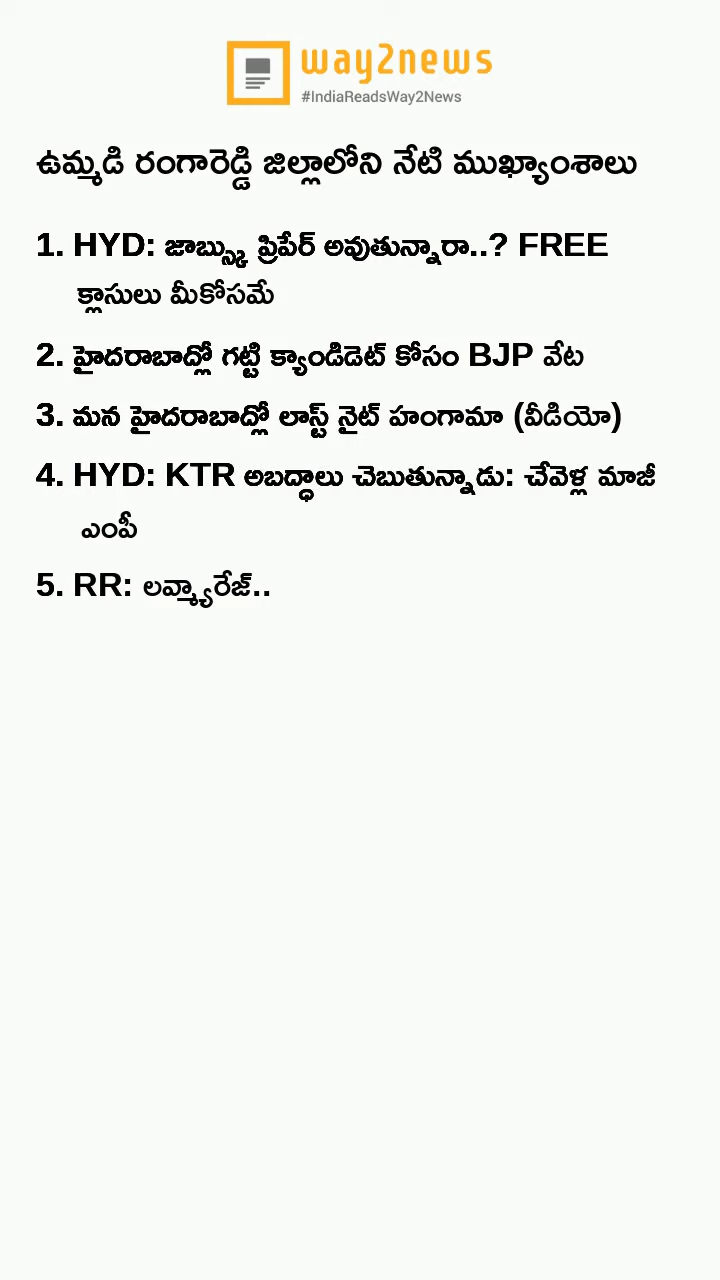 way2news
#IndiaReadsWay2News
ఉమ్మడి రంగారెడ్డి జిల్లాలోని నేటి ముఖ్యాంశాలు
1. HYD: జాబ్స్కు ప్రిపేర్ అవుతున్నారా..? FREE
క్లాసులు మీకోసమే
2. హైదరాబాద్లో గట్టి క్యాండిడెట్ కోసం BJP వేట
3. మన హైదరాబాద్లో లాస్ట్ నైట్ హంగామా (వీడియో)
4. HYD: KTR అబద్ధాలు చెబుతున్నాడు: చేవెళ్ల మాజీ
ఎంపీ
5. RR: లవ్మ్యారేజ్..